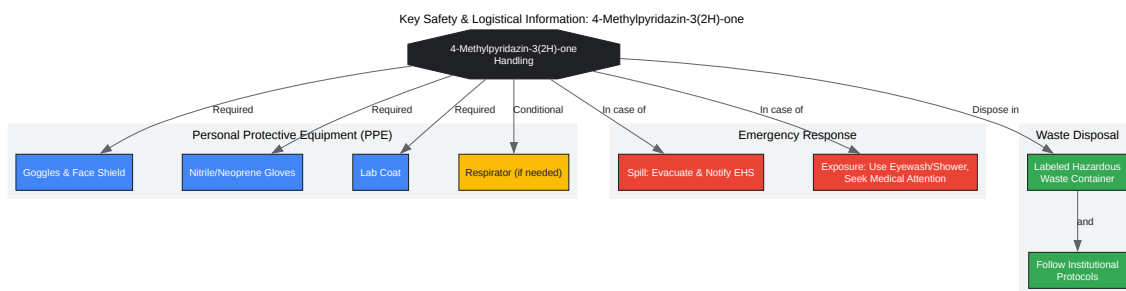 Key Safety & Logistical Information: 4-Methylpyridazin-3(2H)-one
4-Methylpyridazin-3(2H)-one
Handling
Required
Required
Required
Conditional
In case of
In case of
Dispose in
Personal Protective Equipment (PPE)
Emergency Response
Waste Disposal
Goggles & Face Shield
Nitrile/Neoprene Gloves
Lab Coat
Respirator (if needed)
Spill: Evacuate & Notify EHS
Exposure: Use Eyewash/Shower,
Seek Medical Attention
Labeled Hazardous
Waste Container
and
Follow Institutional
Protocols